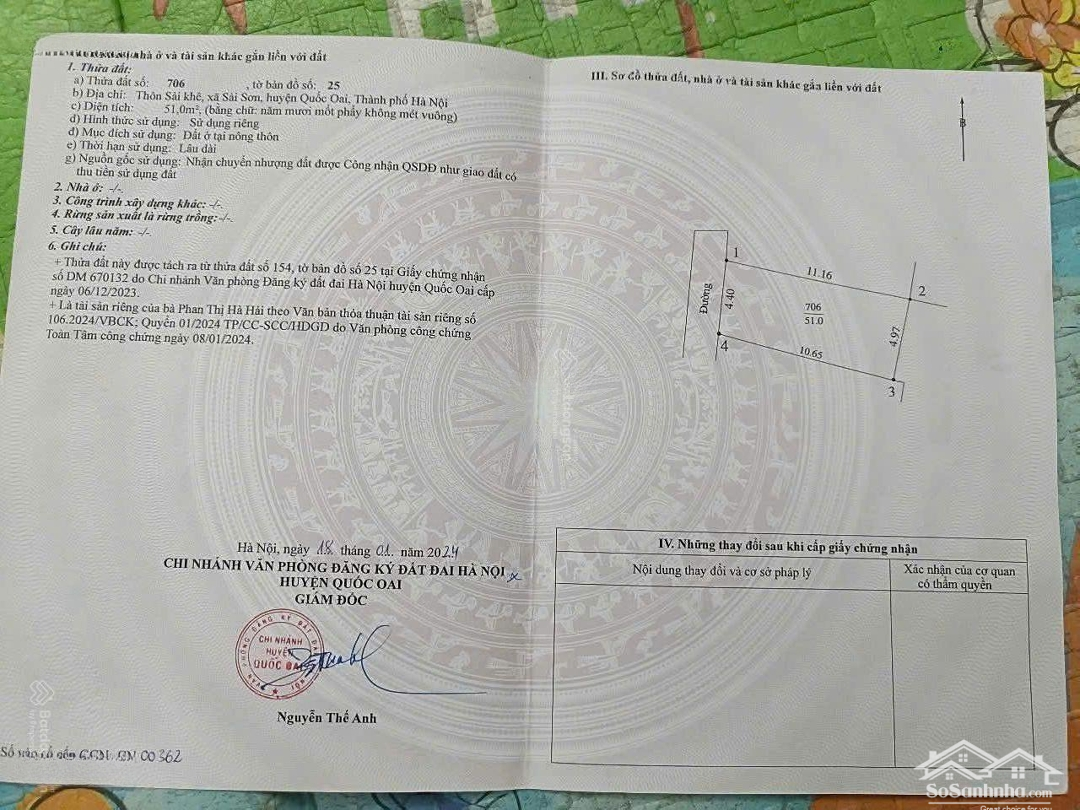 nhà ở và tài sản khác gắn liền với đất
1. Thửa đất:
a) Thửa đất số: 706 , tờ bản đồ số: 25
b) Địa chỉ: Thôn Sài khê, xã Sài Sơn, huyện Quốc Oai, Thành phố Hà Nội
c) Diện tích: 51,0m², (bằng chữ: năm mươi mốt phẩy không mét vuông)
d) Hình thức sử dụng: Sử dụng riêng
đ) Mục đích sử dụng: Đất ở tại nông thôn
e) Thời hạn sử dụng: Lâu dài
g) Nguồn gốc sử dụng: Nhận chuyển nhượng đất được Công nhận QSDĐ như giao đất có
thu tiền sử dụng đất
2. Nhà ở: -/-
3. Công trình xây dựng khác: -/-
4. Rừng sản xuất là rừng trồng: -/-
5. Cây lâu năm: -/-
6. Ghi chú:
+ Thửa đất này được tách ra từ thửa đất số 154, tờ bản đồ số 25 tại Giấy chứng nhận
số DM 670132 do Chi nhánh Văn phòng Đăng ký đất đai Hà Nội huyện Quốc Oai cấp
ngày 06/12/2023.
+ Là tài sản riêng của bà Phan Thị Hà Hải theo Văn bản thỏa thuận tài sản riêng số
106.2024/VBCK; Quyển 01/2024 TP/CC-SCC/HDGD do Văn phòng công chứng
Toàn Tâm công chứng ngày 08/01/2024.
Hà Nội, ngày 18 tháng 01. năm 2024
CHI NHÁNH VĂN PHÒNG ĐĂNG KÝ ĐẤT ĐAI HÀ NỘI
HUYỆN QUỐC OAI
GIÁM ĐỐC
CHI NHÁNH
HUYỆN
QUỐC OAI
Nguyễn Thế Anh
Số vào sổ cấp GCN: 00362
III. Sơ đồ thửa đất, nhà ở và tài sản khác gắn liền với đất
B
1
11.16
2
Đường
4.40
706
51.0
4.97
4
10.65
3
IV. Những thay đổi sau khi cấp giấy chứng nhận
Nội dung thay đổi và cơ sở pháp lý
Xác nhận của cơ quan
có thẩm quyền
SoSanhnha.com
Great choice for you